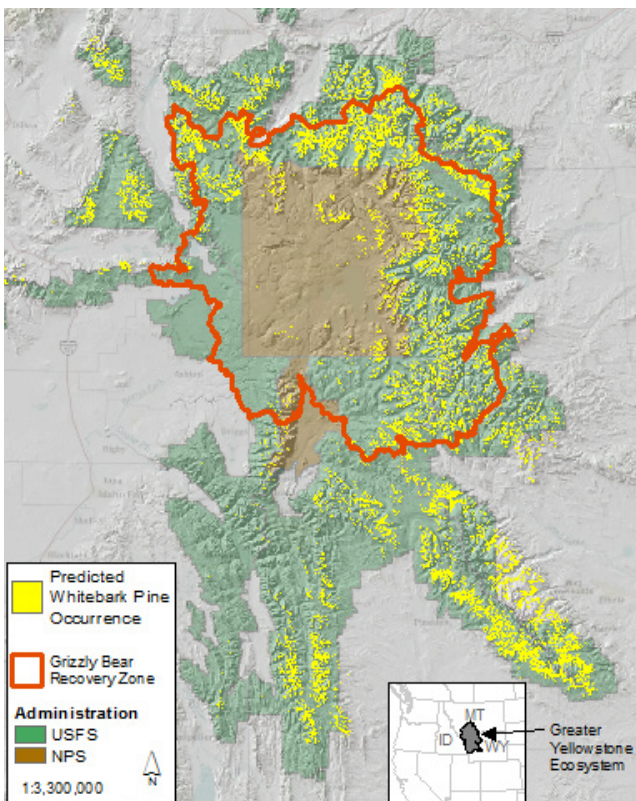 Predicted
Whitebark Pine
Occurrence
Grizzly Bear
Recovery Zone
Administration
USFS
NPS
N
1:3,300,000
MT
ID
WY
Greater
Yellowstone
Ecosystem